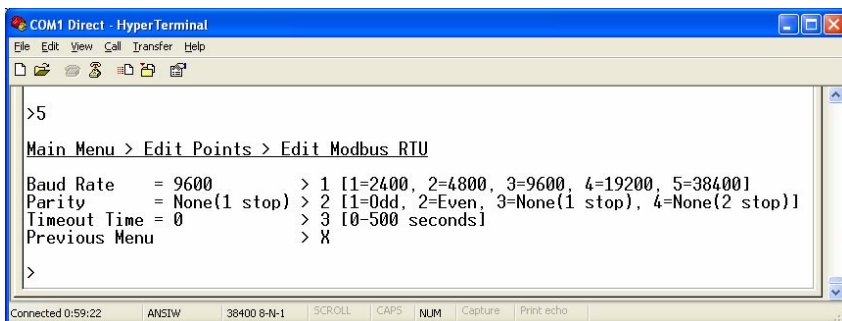 COM1 Direct - HyperTerminal
File Edit View Call Transfer Help
>5
Main Menu > Edit Points > Edit Modbus RTU
Baud Rate = 9600 > 1 [1=2400, 2=4800, 3=9600, 4=19200, 5=38400]
Parity = None(1 stop) > 2 [1=Odd, 2=Even, 3=None(1 stop), 4=None(2 stop)]
Timeout Time = 0 > 3 [0-500 seconds]
Previous Menu > X
>
Connected 0:59:22 ANSIW 38400 8-N-1 SCROLL CAPS NUM Capture Print echo